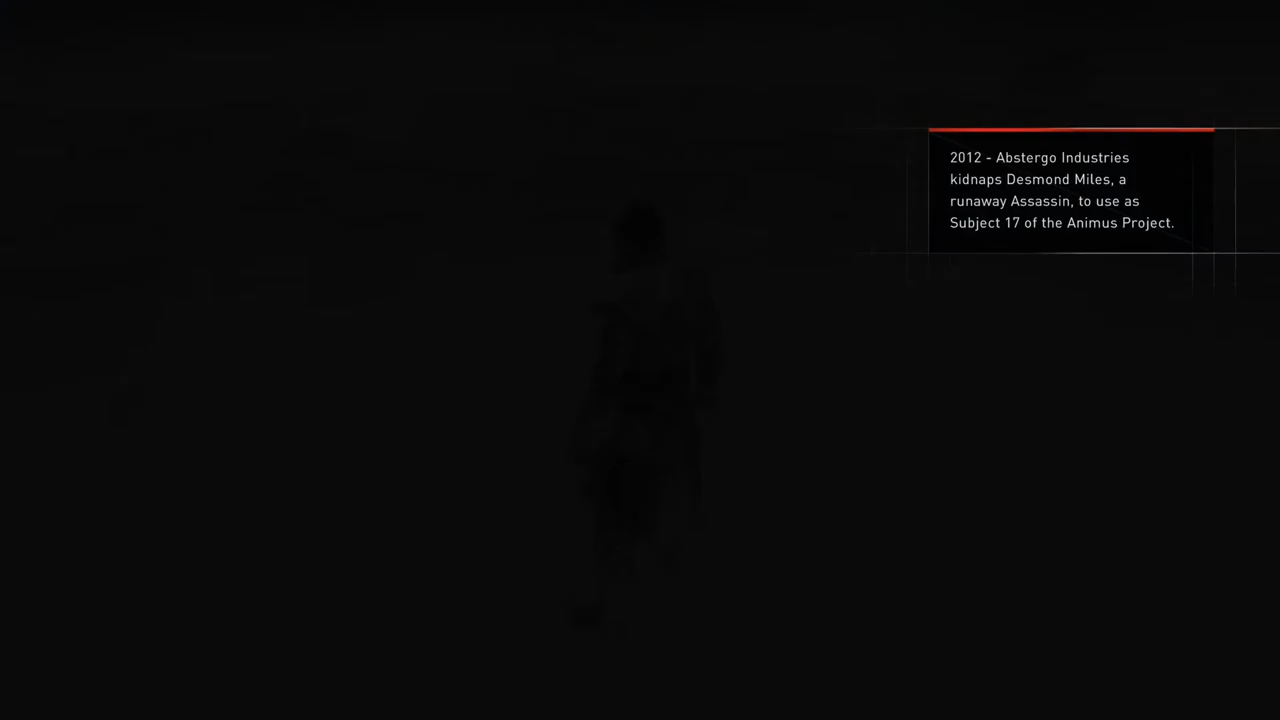 2012 - Abstergo Industries
kidnaps Desmond Miles, a
runaway Assassin, to use as
Subject 17 of the Animus Project.